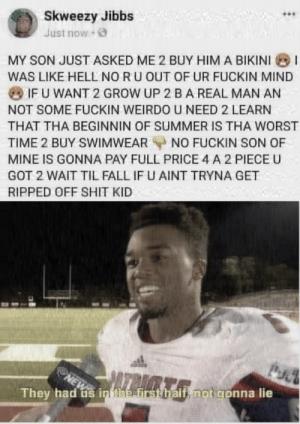 Skweezy Jibbs
Just now
MY SON JUST ASKED ME 2 BUY HIM A BIKINI 😷 I
WAS LIKE HELL NO R U OUT OF UR FUCKIN MIND
😷 IF U WANT 2 GROW UP 2 B A REAL MAN AN
NOT SOME FUCKIN WEIRDO U NEED 2 LEARN
THAT THA BEGINNIN OF SUMMER IS THA WORST
TIME 2 BUY SWIMWEAR 👎 NO FUCKIN SON OF
MINE IS GONNA PAY FULL PRICE 4 A 2 PIECE U
GOT 2 WAIT TIL FALL IF U AINT TRYNA GET
RIPPED OFF SHIT KID
PATRIOTS
NEWS
They had us in the first half, not gonna lie